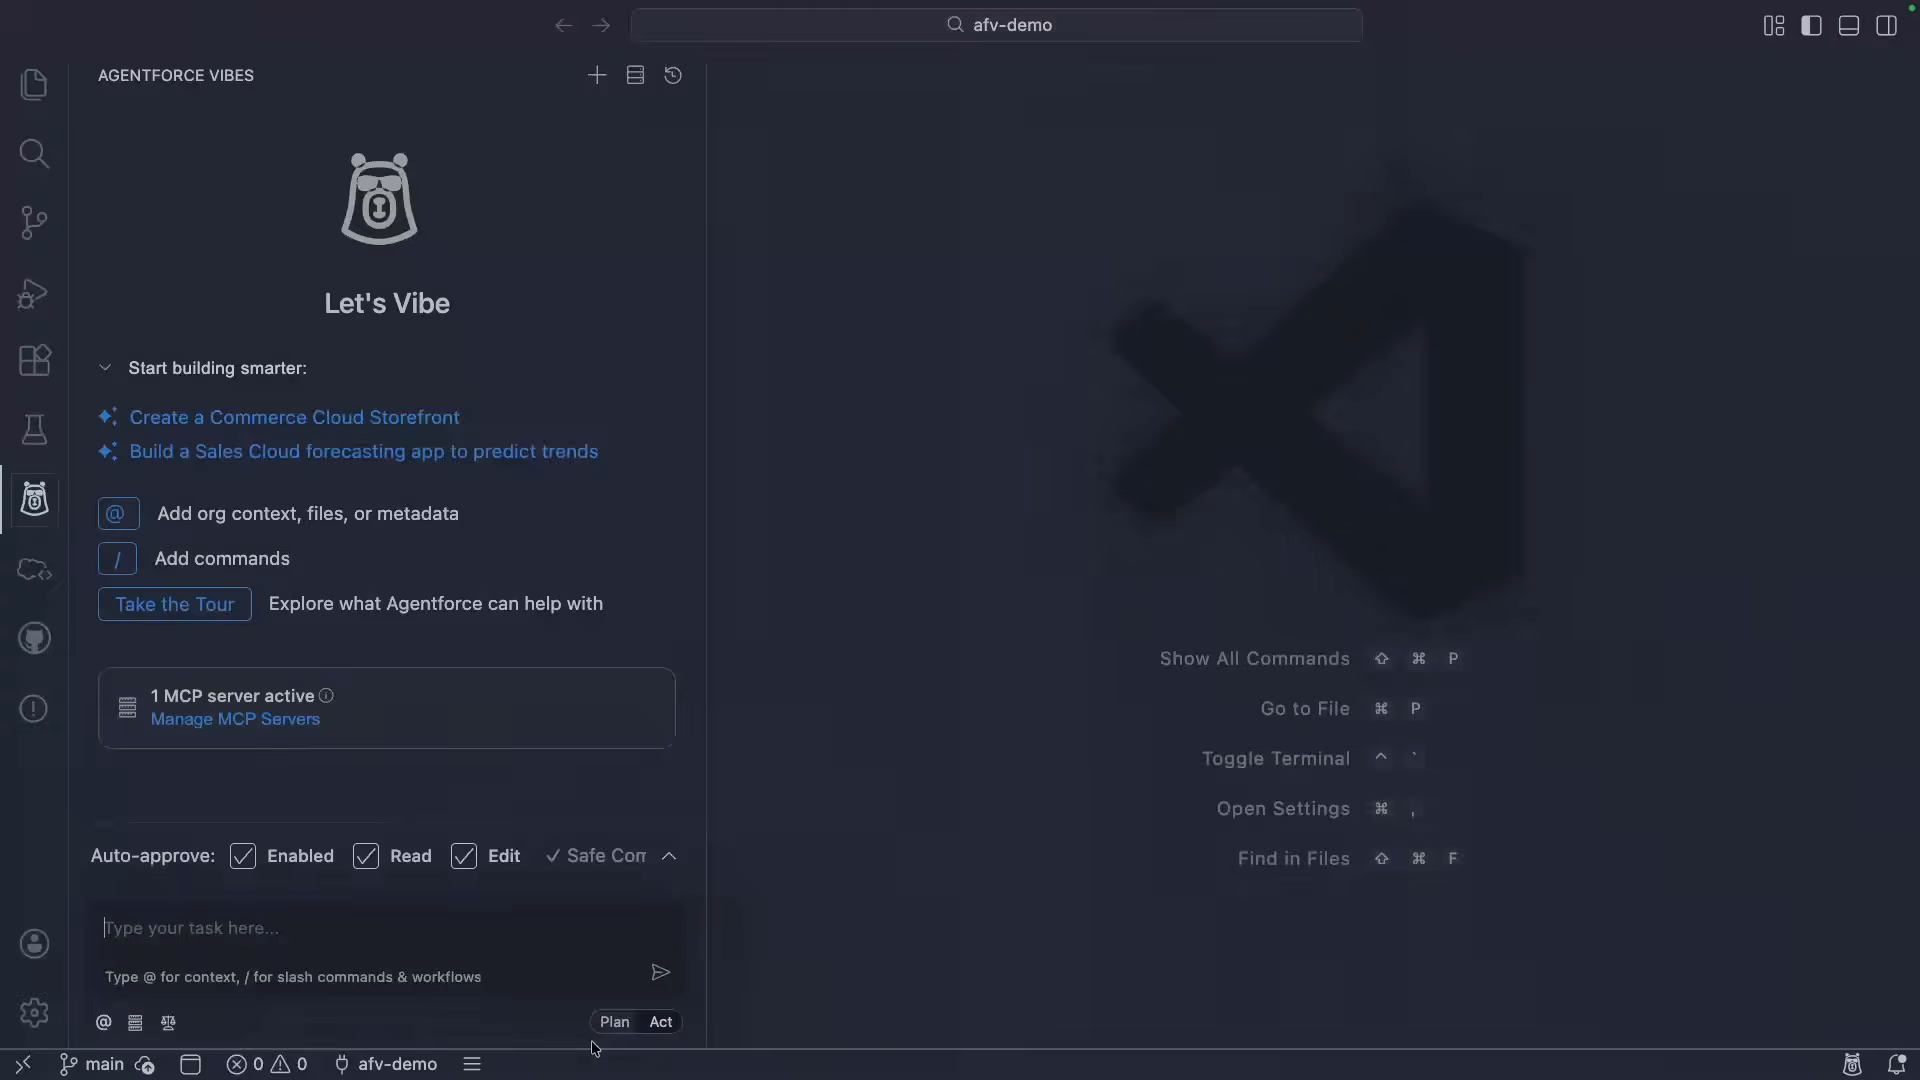 afv-demo
AGENTFORCE VIBES
Let's Vibe
Start building smarter:
Create a Commerce Cloud Storefront
Build a Sales Cloud forecasting app to predict trends
@ Add org context, files, or metadata
/ Add commands
Take the Tour Explore what Agentforce can help with
1 MCP server active
Manage MCP Servers
Auto-approve: Enabled Read Edit Safe Com
Type your task here...
Type @ for context, / for slash commands & workflows
@ Plan Act
Show All Commands ⇧ ⌘ P
Go to File ⌘ P
Toggle Terminal ^ `
Open Settings ⌘ ,
Find in Files ⇧ ⌘ F
main 0 0 afv-demo